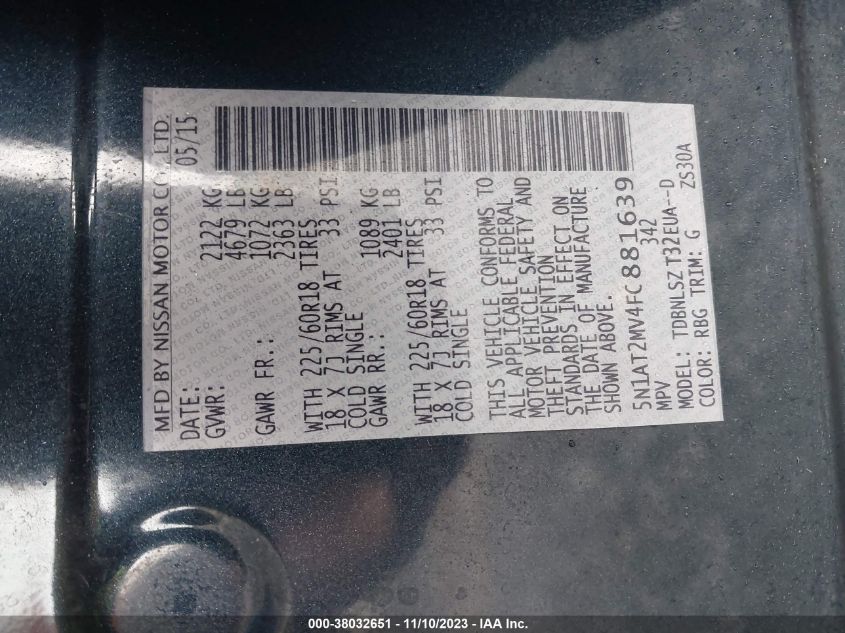 MFD BY NISSAN MOTOR CO., LTD.
DATE: 05/15
GVWR: 2122 KG
4679 LB
GAWR FR.: 1072 KG
2363 LB
WITH 225/60R18 TIRES
18 X 7J RIMS AT 33 PSI
COLD SINGLE
GAWR RR.: 1089 KG
2401 LB
WITH 225/60R18 TIRES
18 X 7J RIMS AT 33 PSI
COLD SINGLE
THIS VEHICLE CONFORMS TO
ALL APPLICABLE FEDERAL
MOTOR VEHICLE SAFETY AND
THEFT PREVENTION
STANDARDS IN EFFECT ON
THE DATE OF MANUFACTURE
SHOWN ABOVE.
5N1AT2MV4FC881639
MPV 342
MODEL: TDBNLSZ T32EUA--D
COLOR: RBG TRIM: G ZS30A
000-38032651 - 11/10/2023 - IAA Inc.